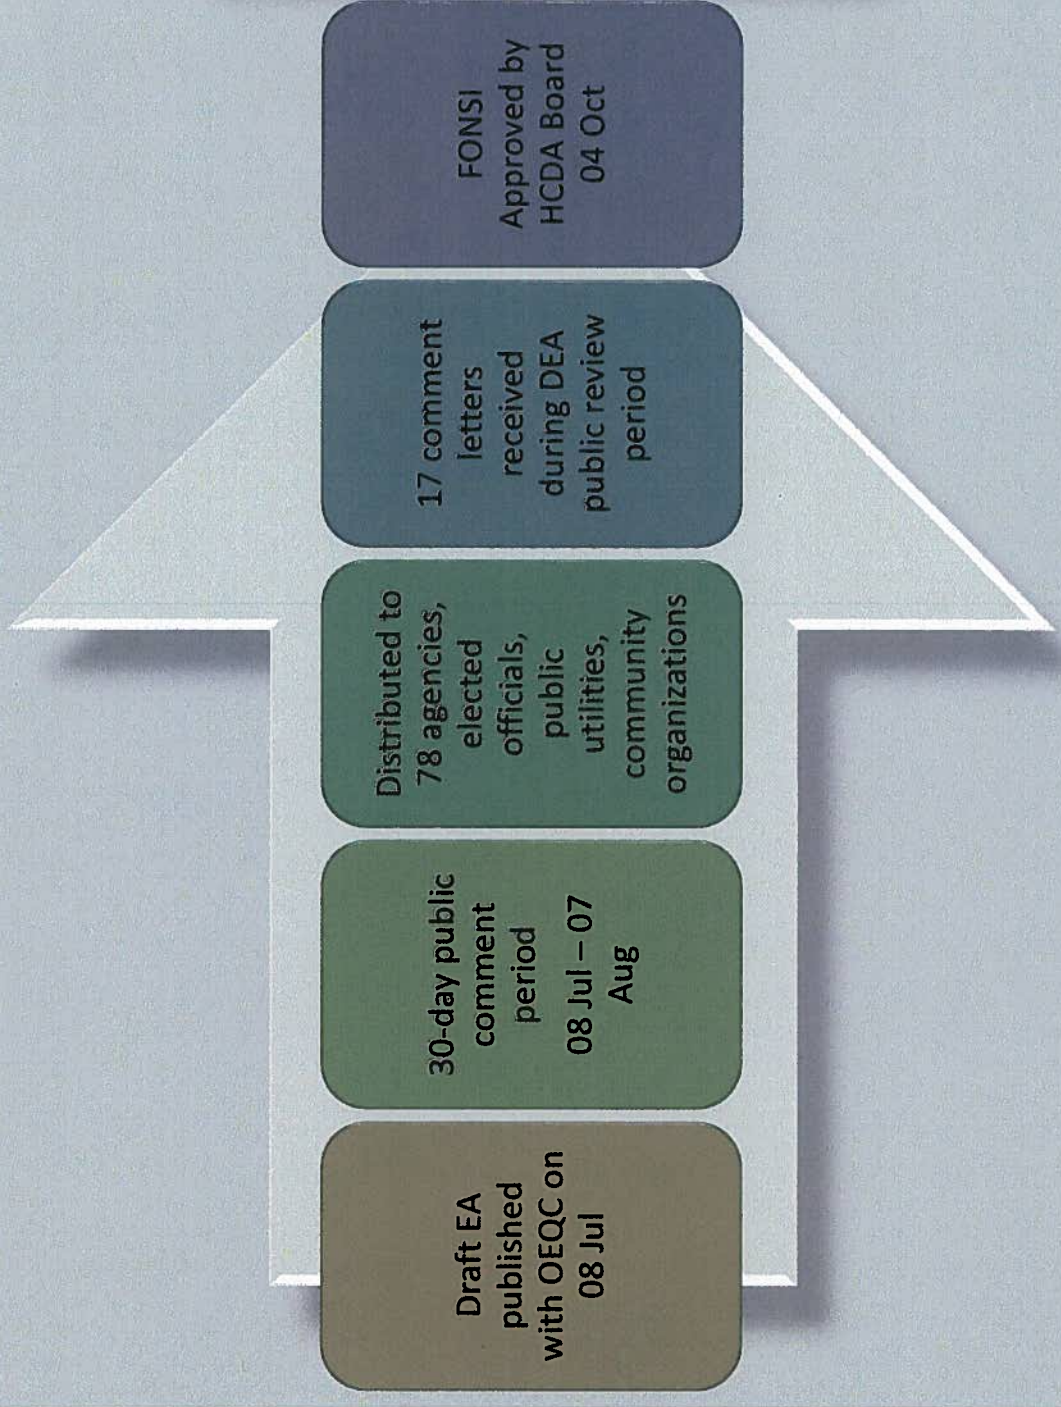 Draft EA
published
with OEQC on
08 Jul
30-day public
comment
period
08 Jul – 07
Aug
Distributed to
78 agencies,
elected
officials,
public
utilities,
community
organizations
17 comment
letters
received
during DEA
public review
period
FONSI
Approved by
HCDA Board
04 Oct